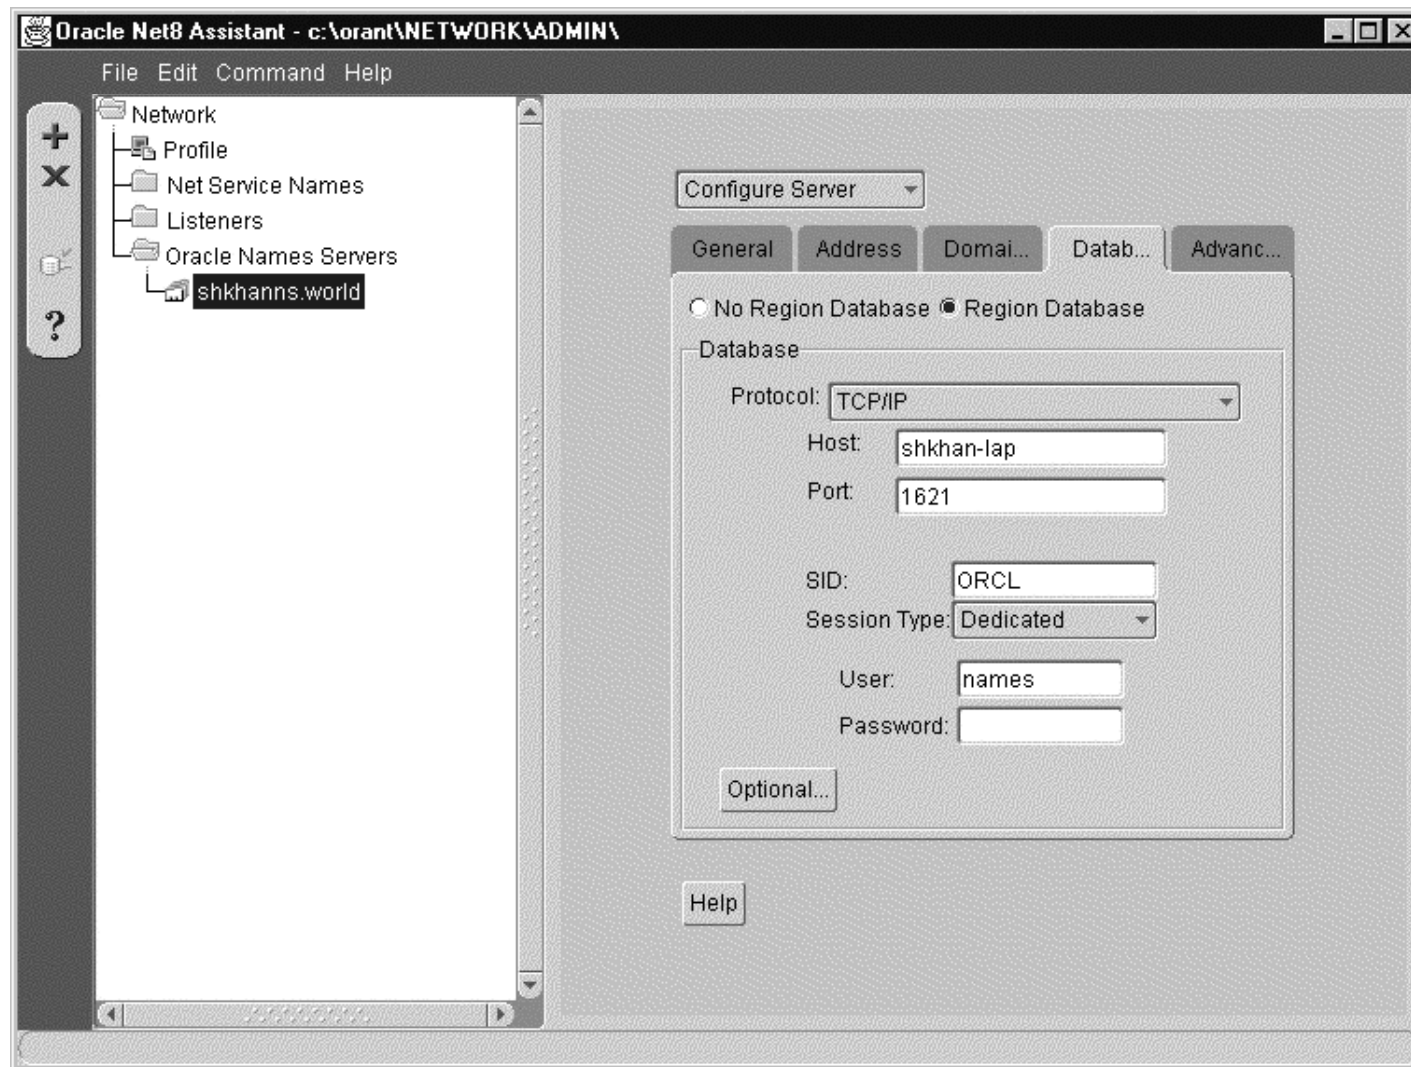 Oracle Net8 Assistant - c:\orant\NETWORK\ADMIN\
File Edit Command Help
Network
Profile
Net Service Names
Listeners
Oracle Names Servers
shkhanns.world
Configure Server
General Address Domai... Datab... Advanc...
No Region Database Region Database
Database
Protocol: TCP/IP
Host: shkhan-lap
Port: 1621
SID: ORCL
Session Type: Dedicated
User: names
Password:
Optional...
Help